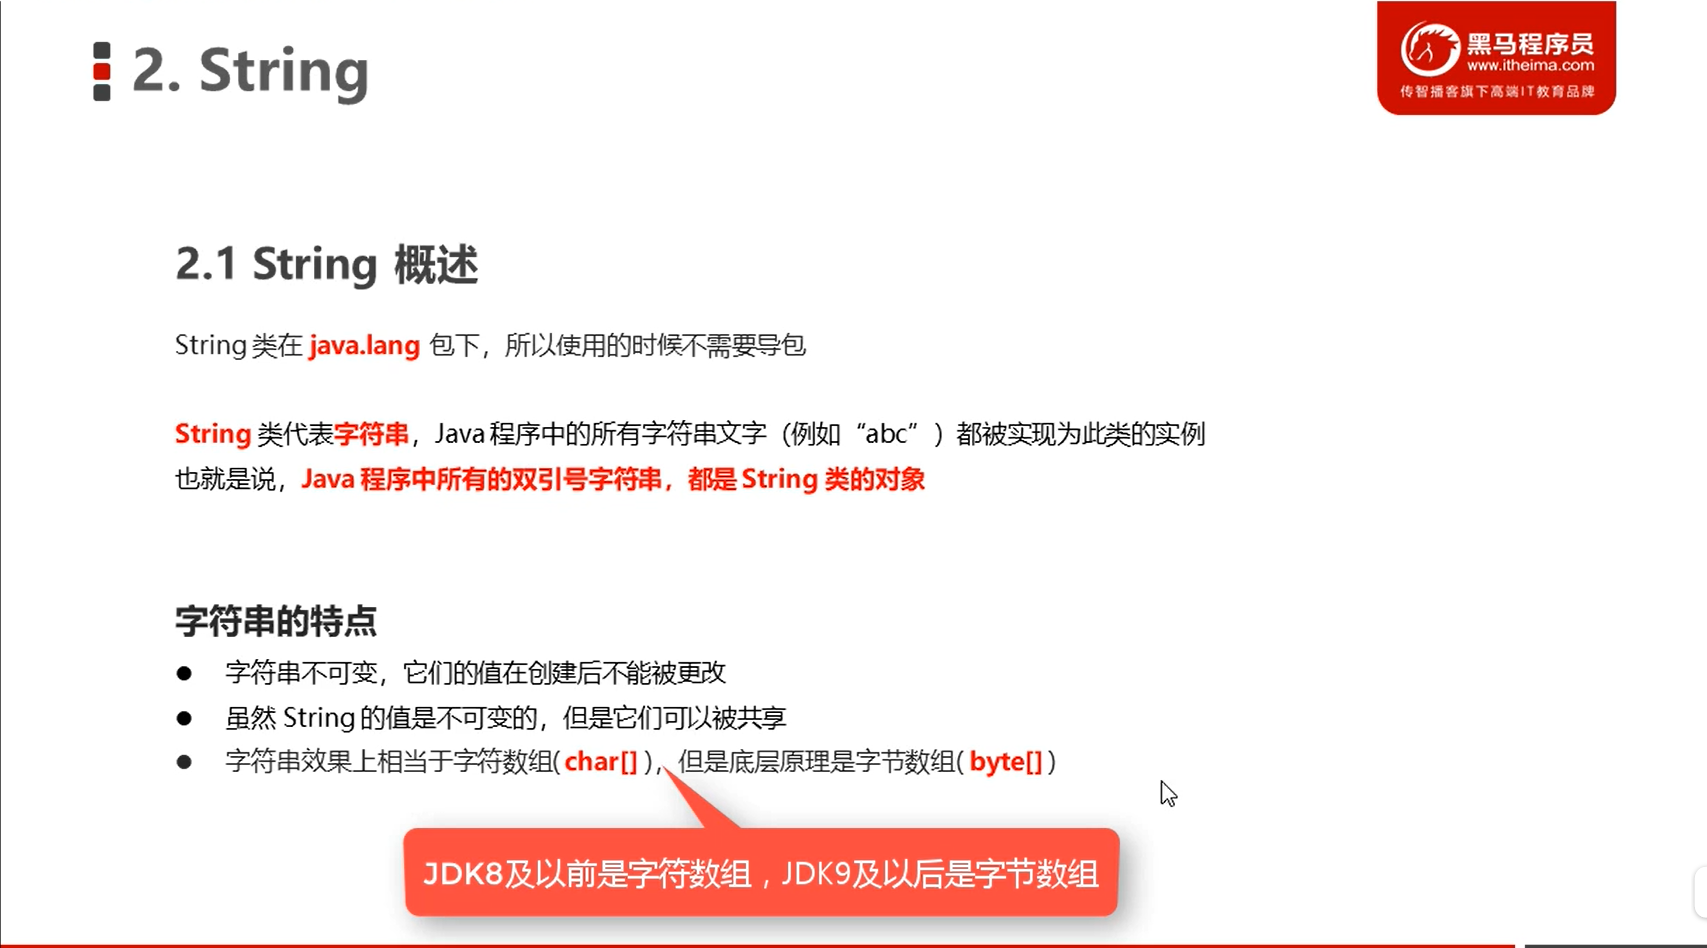 2. String
黑马程序员
www.itheima.com
传智播客旗下高端IT教育品牌
2.1 String 概述
String 类在 java.lang 包下，所以使用的时候不需要导包
String 类代表字符串，Java 程序中的所有字符串文字（例如“abc”）都被实现为此类的实例
也就是说，Java 程序中所有的双引号字符串，都是 String 类的对象
字符串的特点
● 字符串不可变，它们的值在创建后不能被更改
● 虽然 String 的值是不可变的，但是它们可以被共享
● 字符串效果上相当于字符数组( char[] )，但是底层原理是字节数组( byte[] )
JDK8及以前是字符数组，JDK9及以后是字节数组